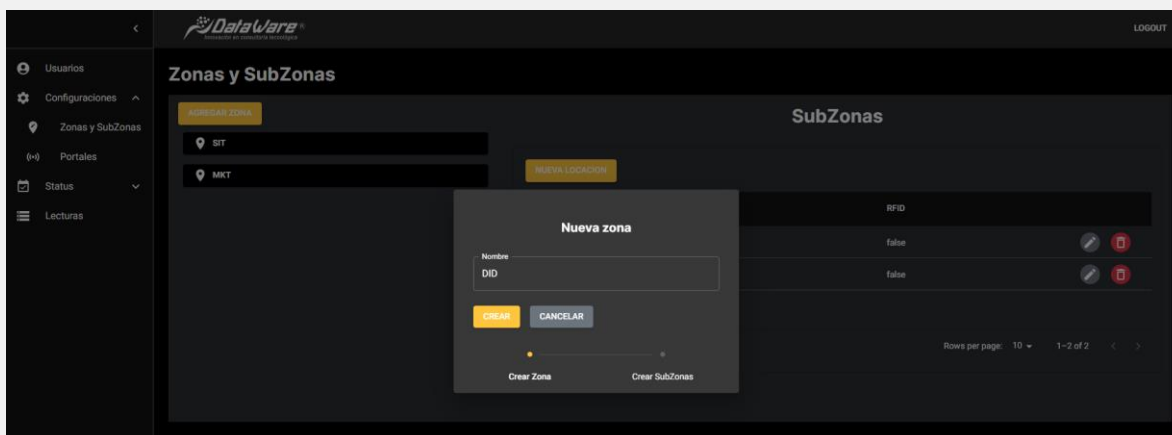 DataWare
Innovación en consultoría tecnológica
LOGOUT
Usuarios
Configuraciones
Zonas y SubZonas
Portales
Status
Lecturas
Zonas y SubZonas
AGREGAR ZONA
SIT
MKT
SubZonas
NUEVA LOCACION
RFID
false
false
Rows per page: 10 1–2 of 2
Nueva zona
Nombre
DID
CREAR CANCELAR
Crear Zona Crear SubZonas